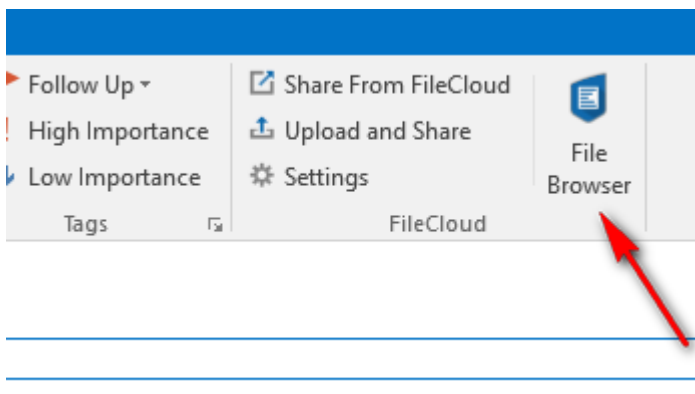 Follow Up
High Importance
Low Importance
Tags
Share From FileCloud
Upload and Share
Settings
File
Browser
FileCloud